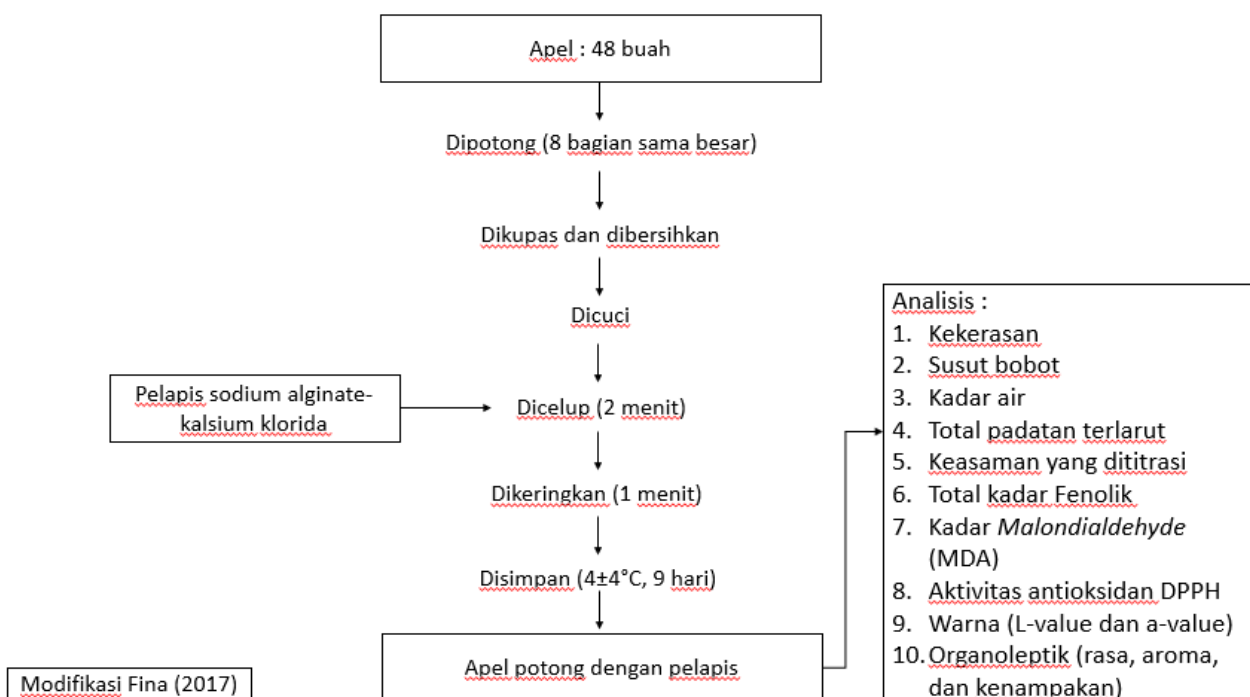 Apel : 48 buah
Dipotong (8 bagian sama besar)
Dikupas dan dibersihkan
Dicuci
Pelapis sodium alginate-
kalsium klorida
Dicelup (2 menit)
Dikeringkan (1 menit)
Disimpan (4±4°C, 9 hari)
Apel potong dengan pelapis
Modifikasi Fina (2017)
Analisis :
1. Kekerasan
2. Susut bobot
3. Kadar air
4. Total padatan terlarut
5. Keasaman yang dititrasi
6. Total kadar Fenolik
7. Kadar Malondialdehyde
(MDA)
8. Aktivitas antioksidan DPPH
9. Warna (L-value dan a-value)
10. Organoleptik (rasa, aroma,
dan kenampakan)